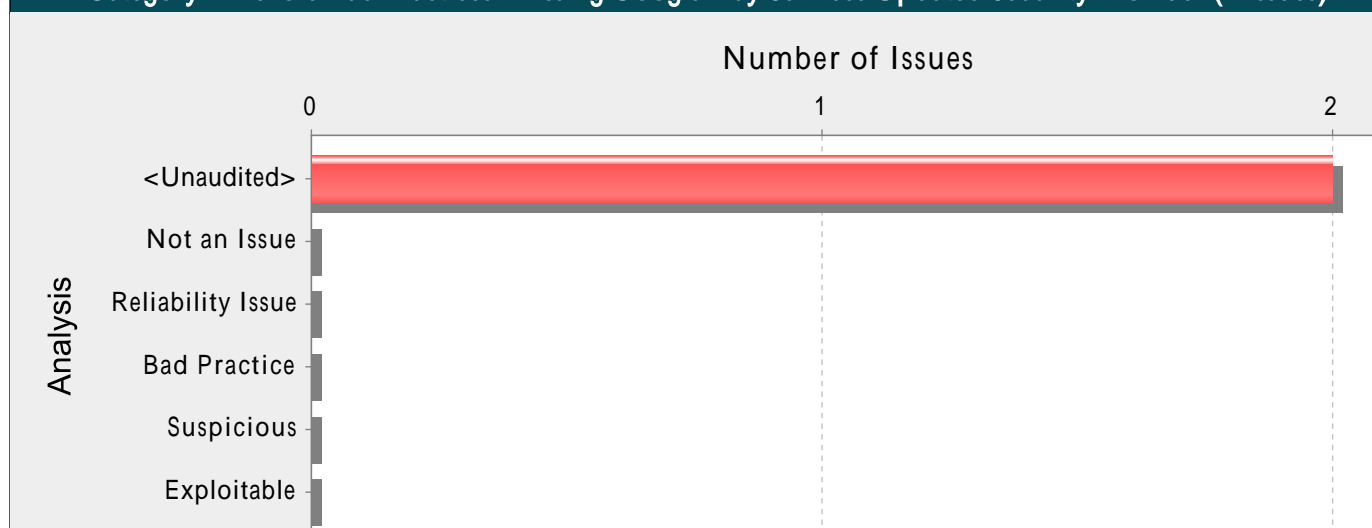 Number of Issues
0 1 2
<Unaudited>
Not an Issue
Reliability Issue
Bad Practice
Suspicious
Exploitable
Analysis